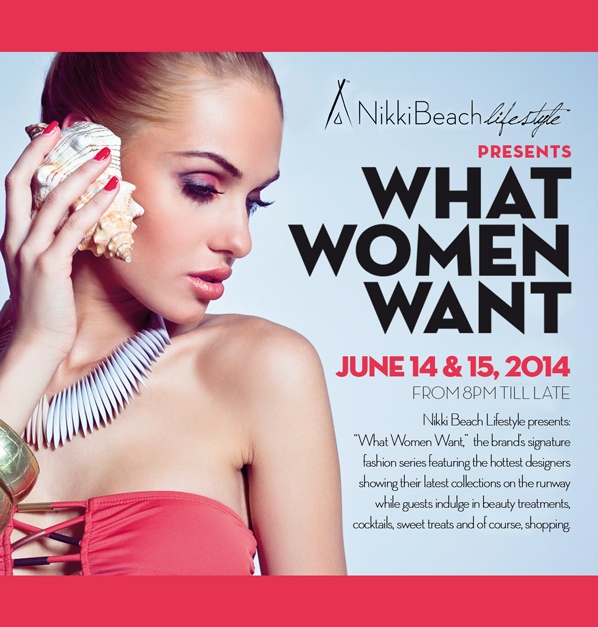 NikkiBeach lifestyle™
PRESENTS
WHAT
WOMEN
WANT
JUNE 14 & 15, 2014
FROM 8PM TILL LATE
Nikki Beach Lifestyle presents:
“What Women Want,” the brand's signature
fashion series featuring the hottest designers
showing their latest collections on the runway
while guests indulge in beauty treatments,
cocktails, sweet treats and of course, shopping.